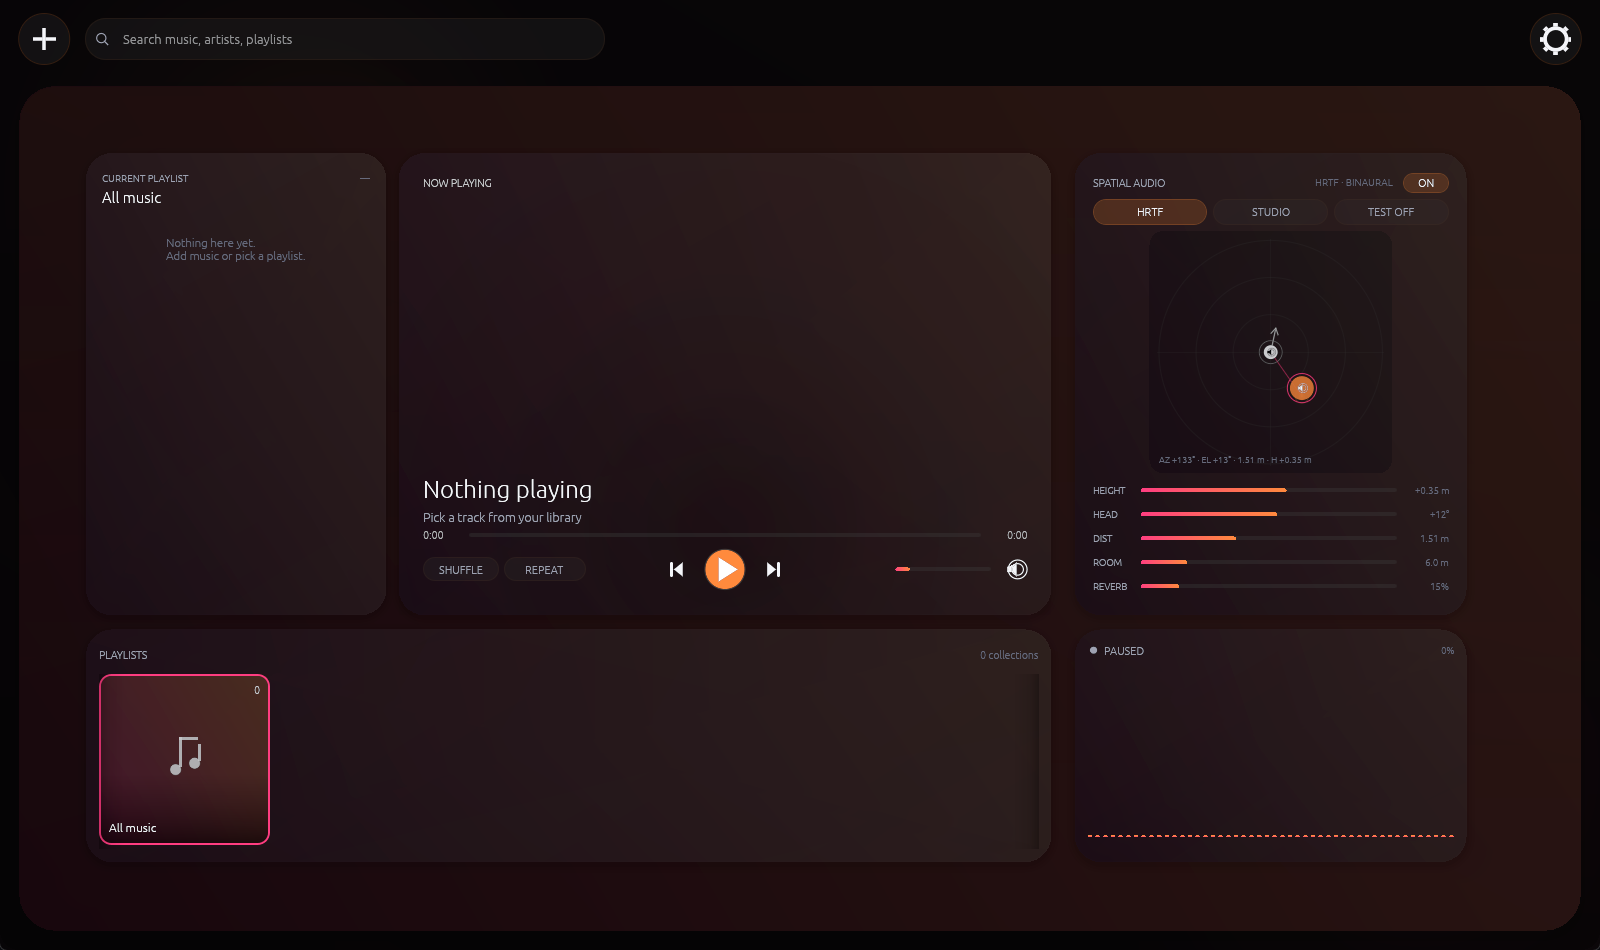 Search music, artists, playlists
CURRENT PLAYLIST
All music
Nothing here yet.
Add music or pick a playlist.
NOW PLAYING
Nothing playing
Pick a track from your library
0:00
0:00
SHUFFLE
REPEAT
SPATIAL AUDIO
HRTF · BINAURAL
ON
HRTF
STUDIO
TEST OFF
AZ +133° · EL +13° · 1.51 m · H +0.35 m
HEIGHT +0.35 m
HEAD +12°
DIST 1.51 m
ROOM 6.0 m
REVERB 15%
PLAYLISTS
0 collections
0
All music
PAUSED
0%